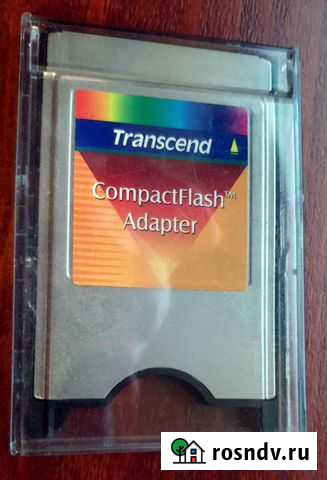 Transcend
CompactFlash™
Adapter
rosndv.ru